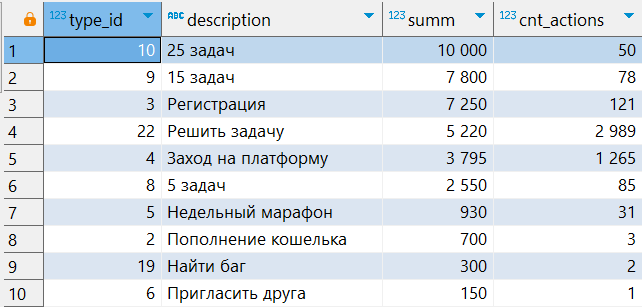 123 type_id ABC description 123 summ 123 cnt_actions
1 10 25 задач 10 000 50
2 9 15 задач 7 800 78
3 3 Регистрация 7 250 121
4 22 Решить задачу 5 220 2 989
5 4 Заход на платформу 3 795 1 265
6 8 5 задач 2 550 85
7 5 Недельный марафон 930 31
8 2 Пополнение кошелька 700 3
9 19 Найти баг 300 2
10 6 Пригласить друга 150 1